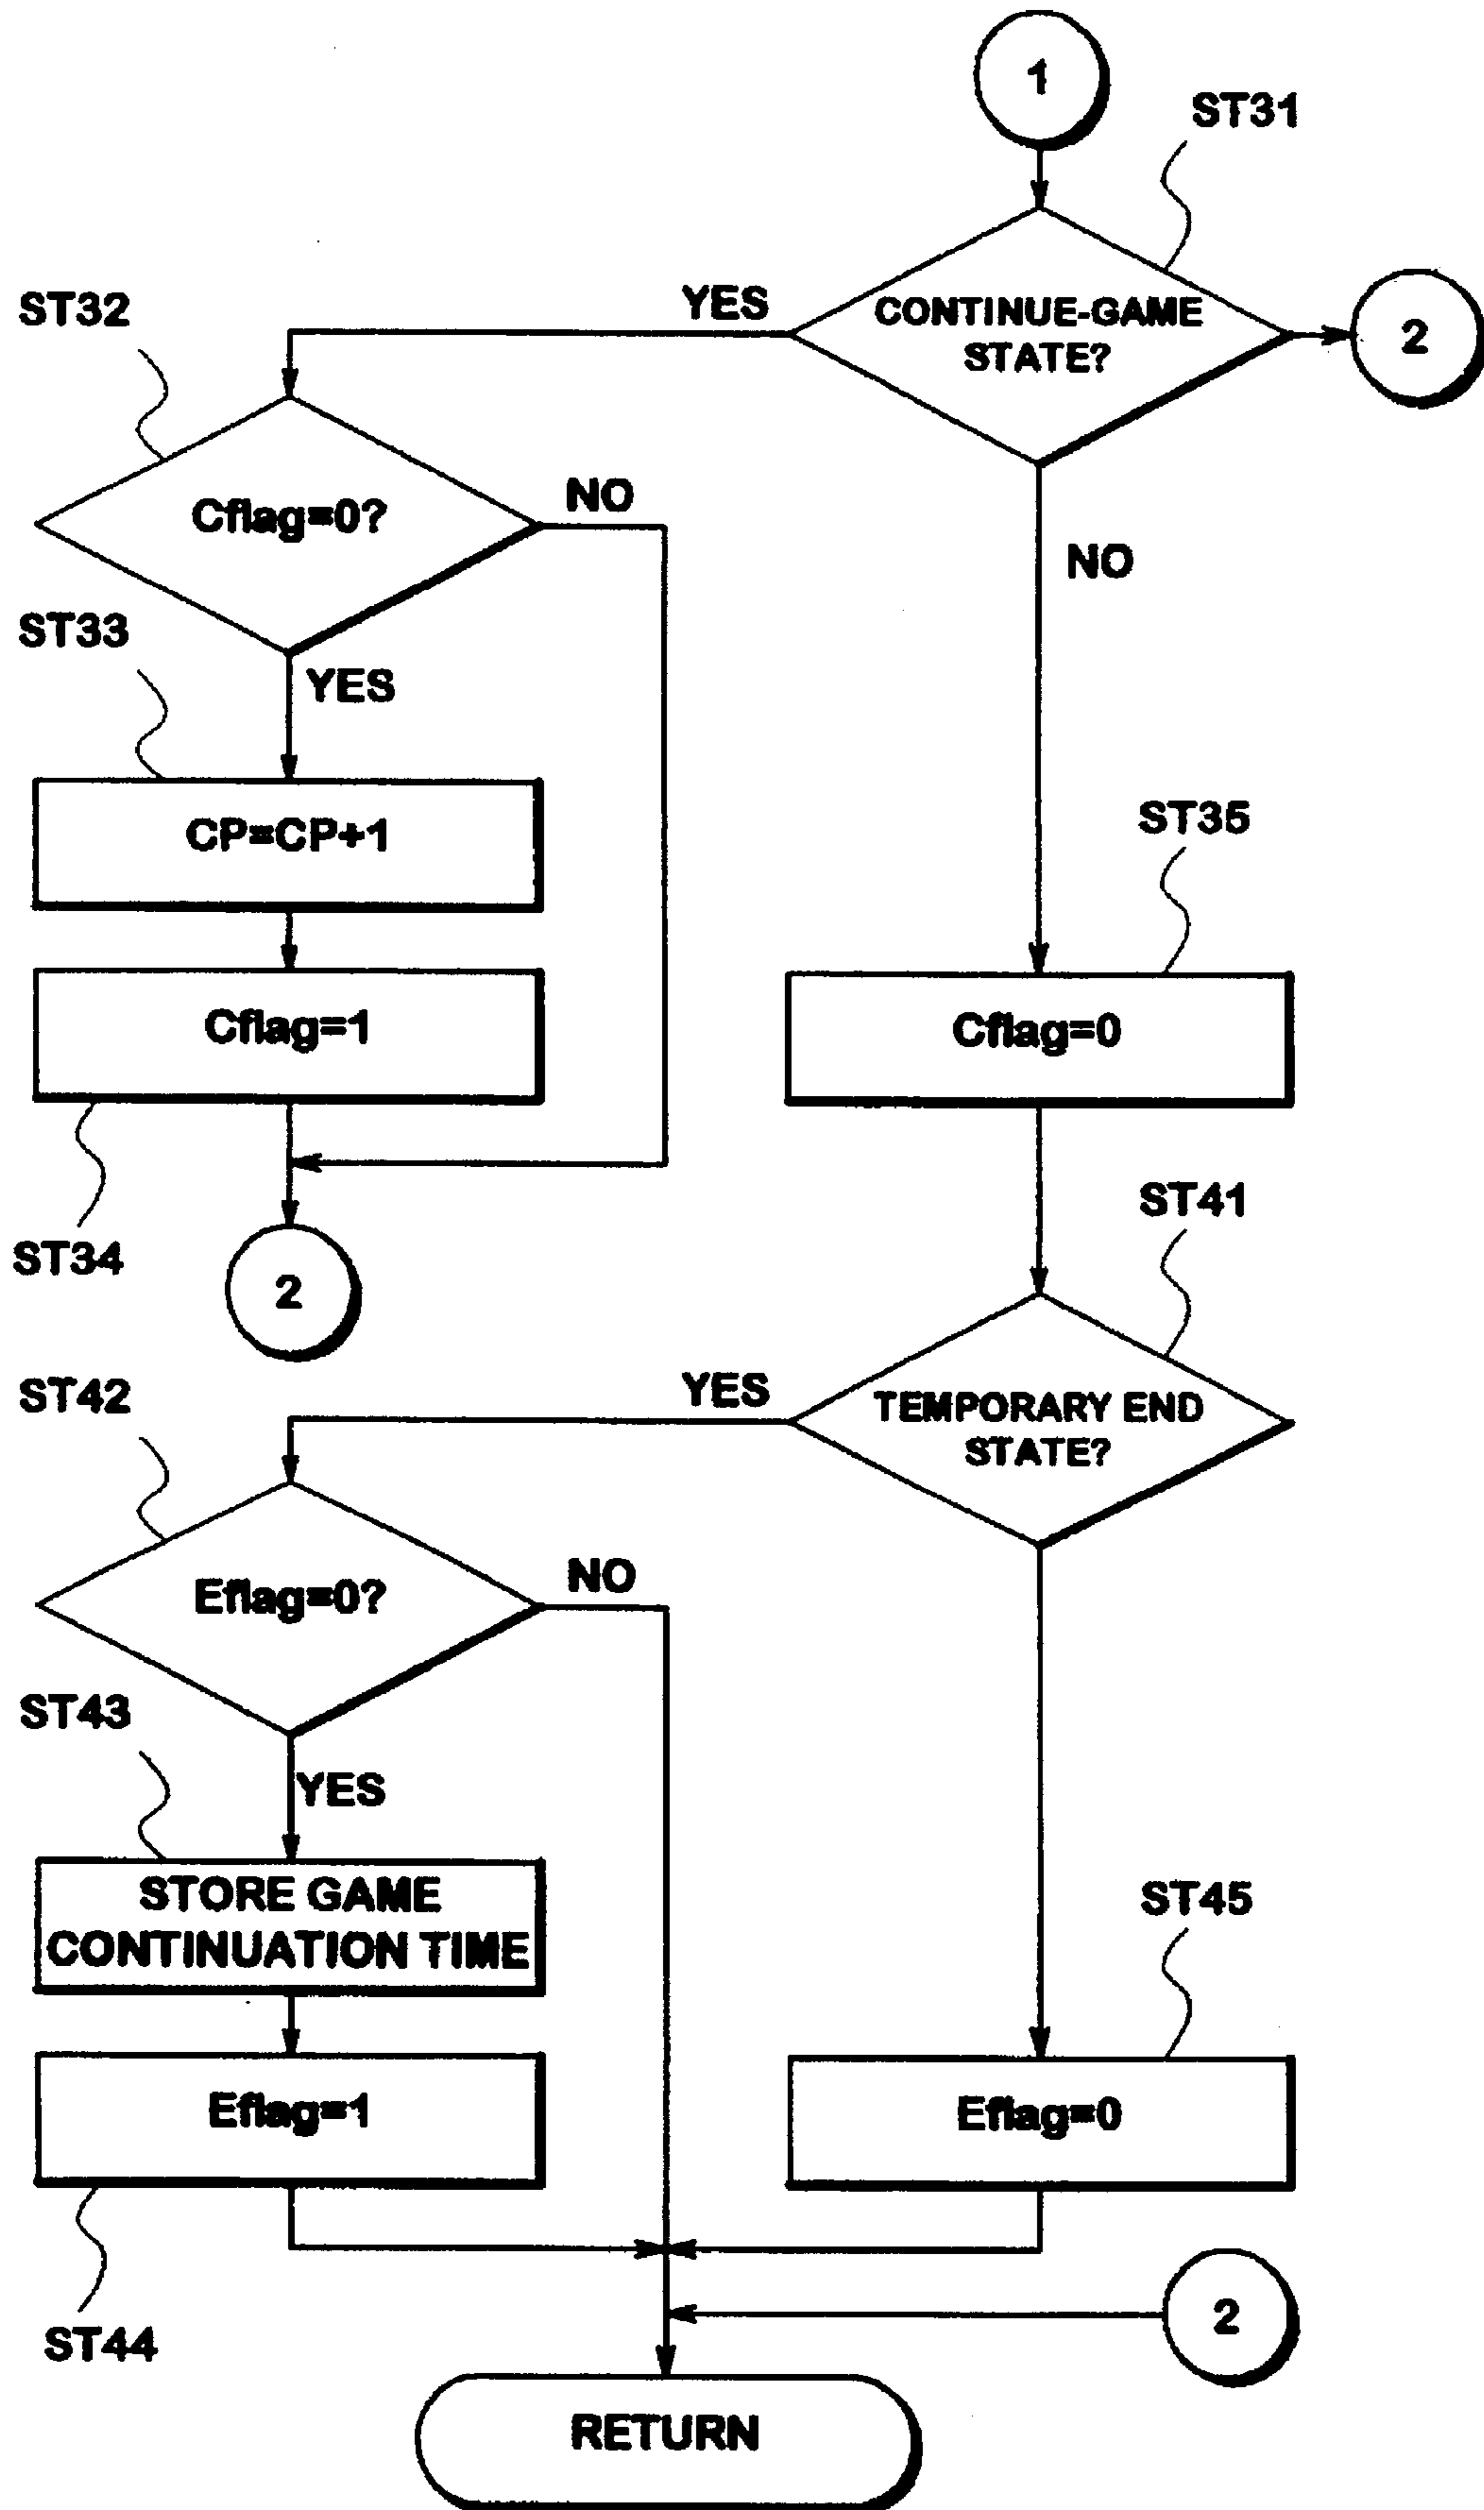 1
ST31
CONTINUE-GAME
STATE?
YES
2
ST32
Cflag=0?
NO
NO
ST33
YES
CP=CP+1
ST35
Cflag=1
Cflag=0
ST34
2
ST41
TEMPORARY END
STATE?
YES
ST42
Eflag=0?
NO
ST43
YES
STORE GAME
CONTINUATION TIME
ST45
Eflag=1
Eflag=0
ST44
2
RETURN